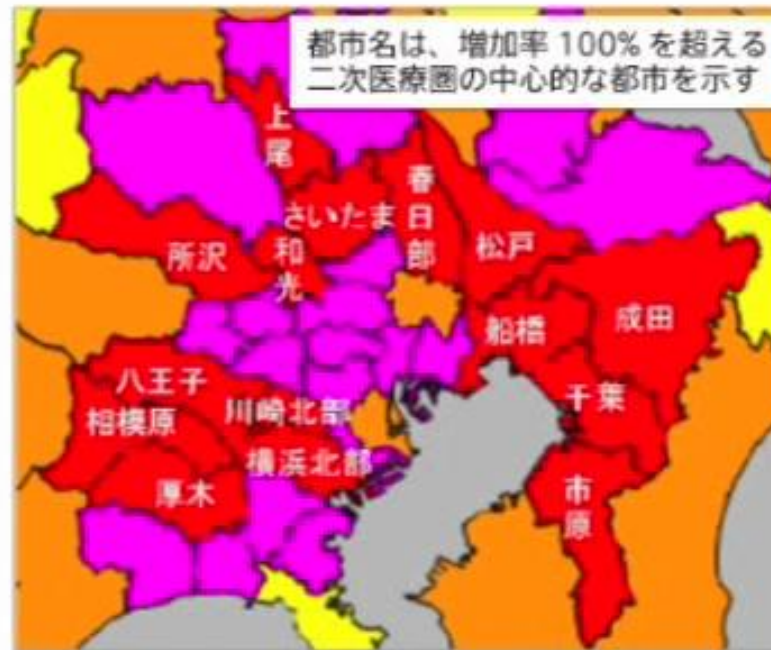 都市名は、増加率 100% を超える
二次医療圏の中心的な都市を示す
上尾
春日部
さいたま
松戸
所沢
和光
船橋
成田
八王子
千葉
相模原
川崎北部
横浜北部
厚木
市原